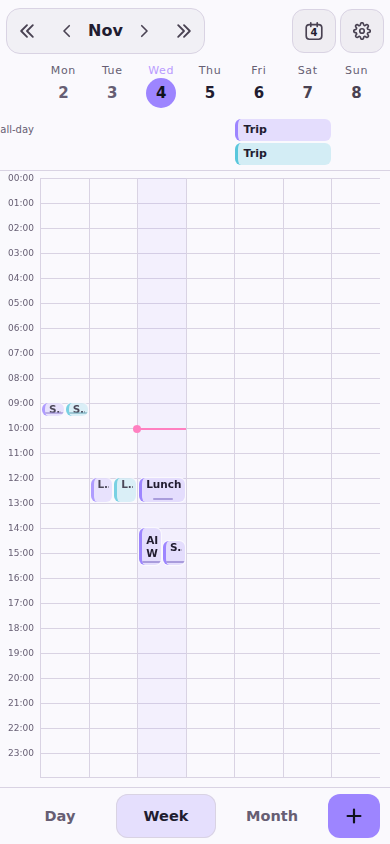 Nov
4
Mon Tue Wed Thu Fri Sat Sun
2 3 4 5 6 7 8
all-day
Trip
Trip
00:00
01:00
02:00
03:00
04:00
05:00
06:00
07:00
08:00
09:00
S.. S..
10:00
11:00
12:00
L.. L.. Lunch
13:00
14:00
AI
W S..
15:00
16:00
17:00
18:00
19:00
20:00
21:00
22:00
23:00
Day Week Month